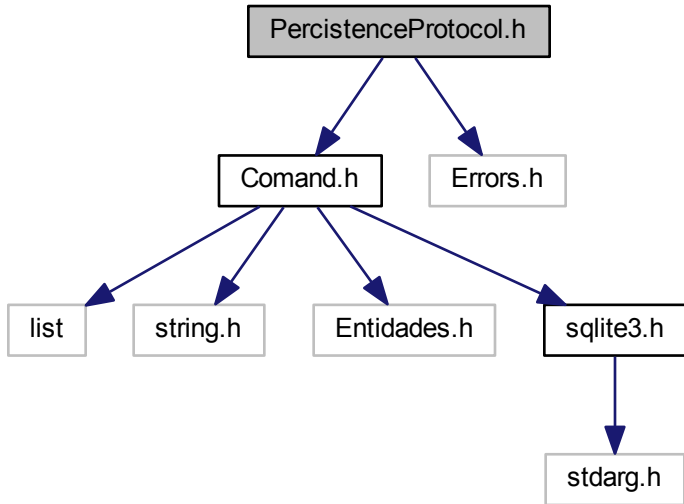 PercistenceProtocol.h
Comand.h
Errors.h
list
string.h
Entidades.h
sqlite3.h
stdarg.h